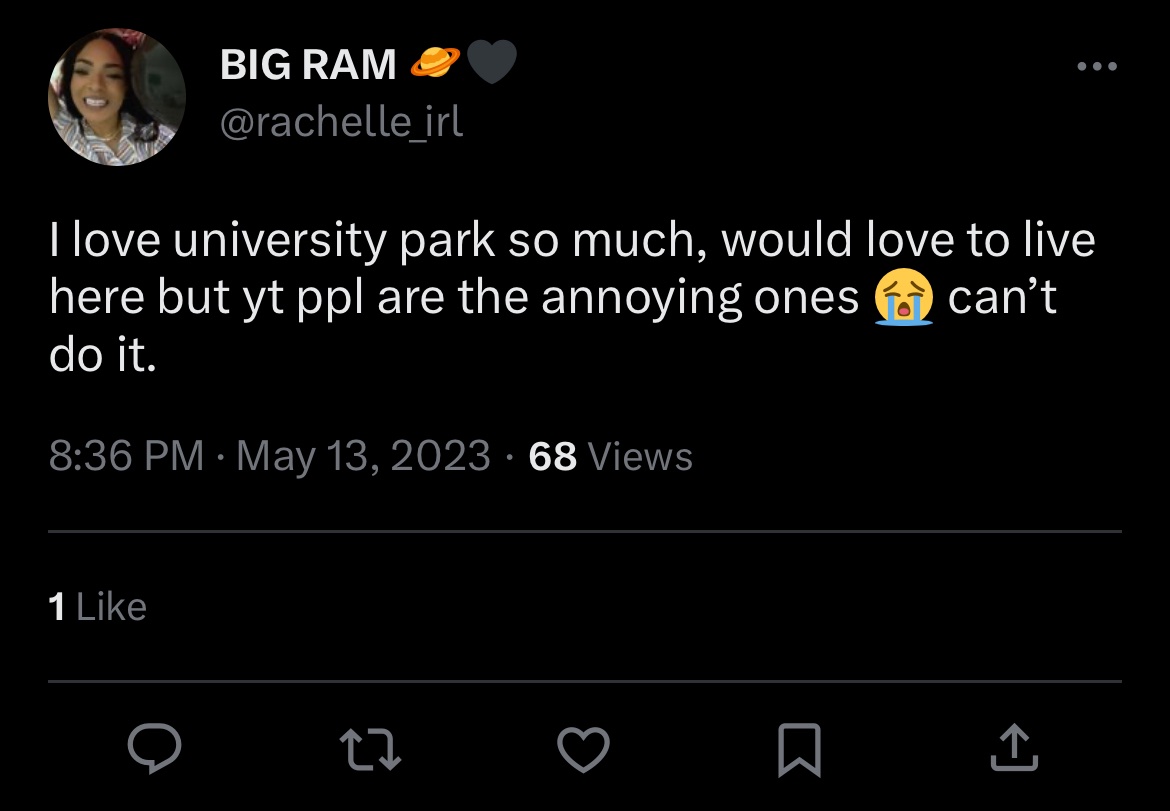 BIG RAM 🪐🖤
@rachelle_irl
I love university park so much, would love to live
here but yt ppl are the annoying ones 😭 can’t
do it.
8:36 PM · May 13, 2023 · 68 Views
1 Like